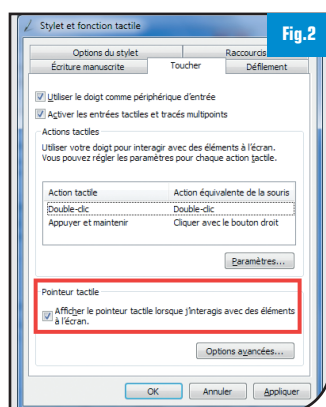 Stylet et fonction tactile
Fig.2
Options du stylet
Raccourcis
Écriture manuscrite
Toucher
Défilement
Utiliser le doigt comme périphérique d'entrée
Activer les entrées tactiles et tracés multipoints
Actions tactiles
Utiliser votre doigt pour interagir avec des éléments à l'écran.
Vous pouvez régler les paramètres pour chaque action tactile.
Action tactile
Action équivalente de la souris
Double-clic
Double-clic
Appuyer et maintenir
Cliquer avec le bouton droit
Paramètres...
Pointeur tactile
Afficher le pointeur tactile lorsque j'interagis avec des éléments
à l'écran.
Options avancées...
OK
Annuler
Appliquer